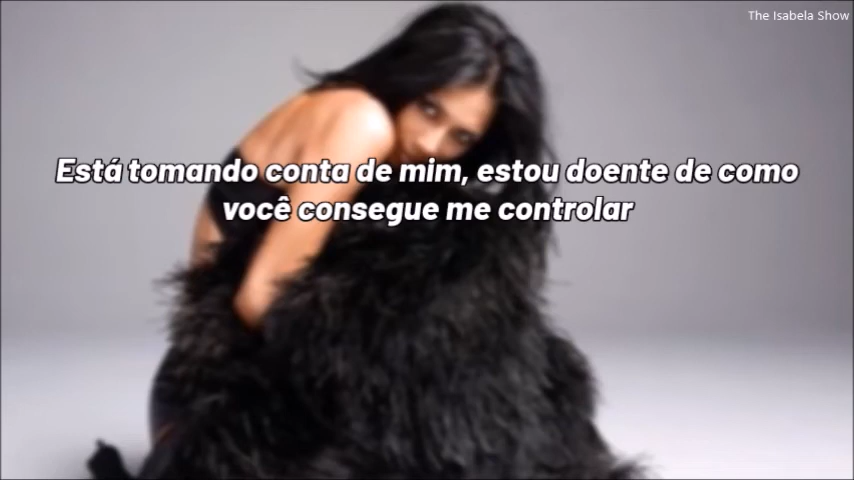 The Isabela Show
Está tomando conta de mim, estou doente de como
você consegue me controlar